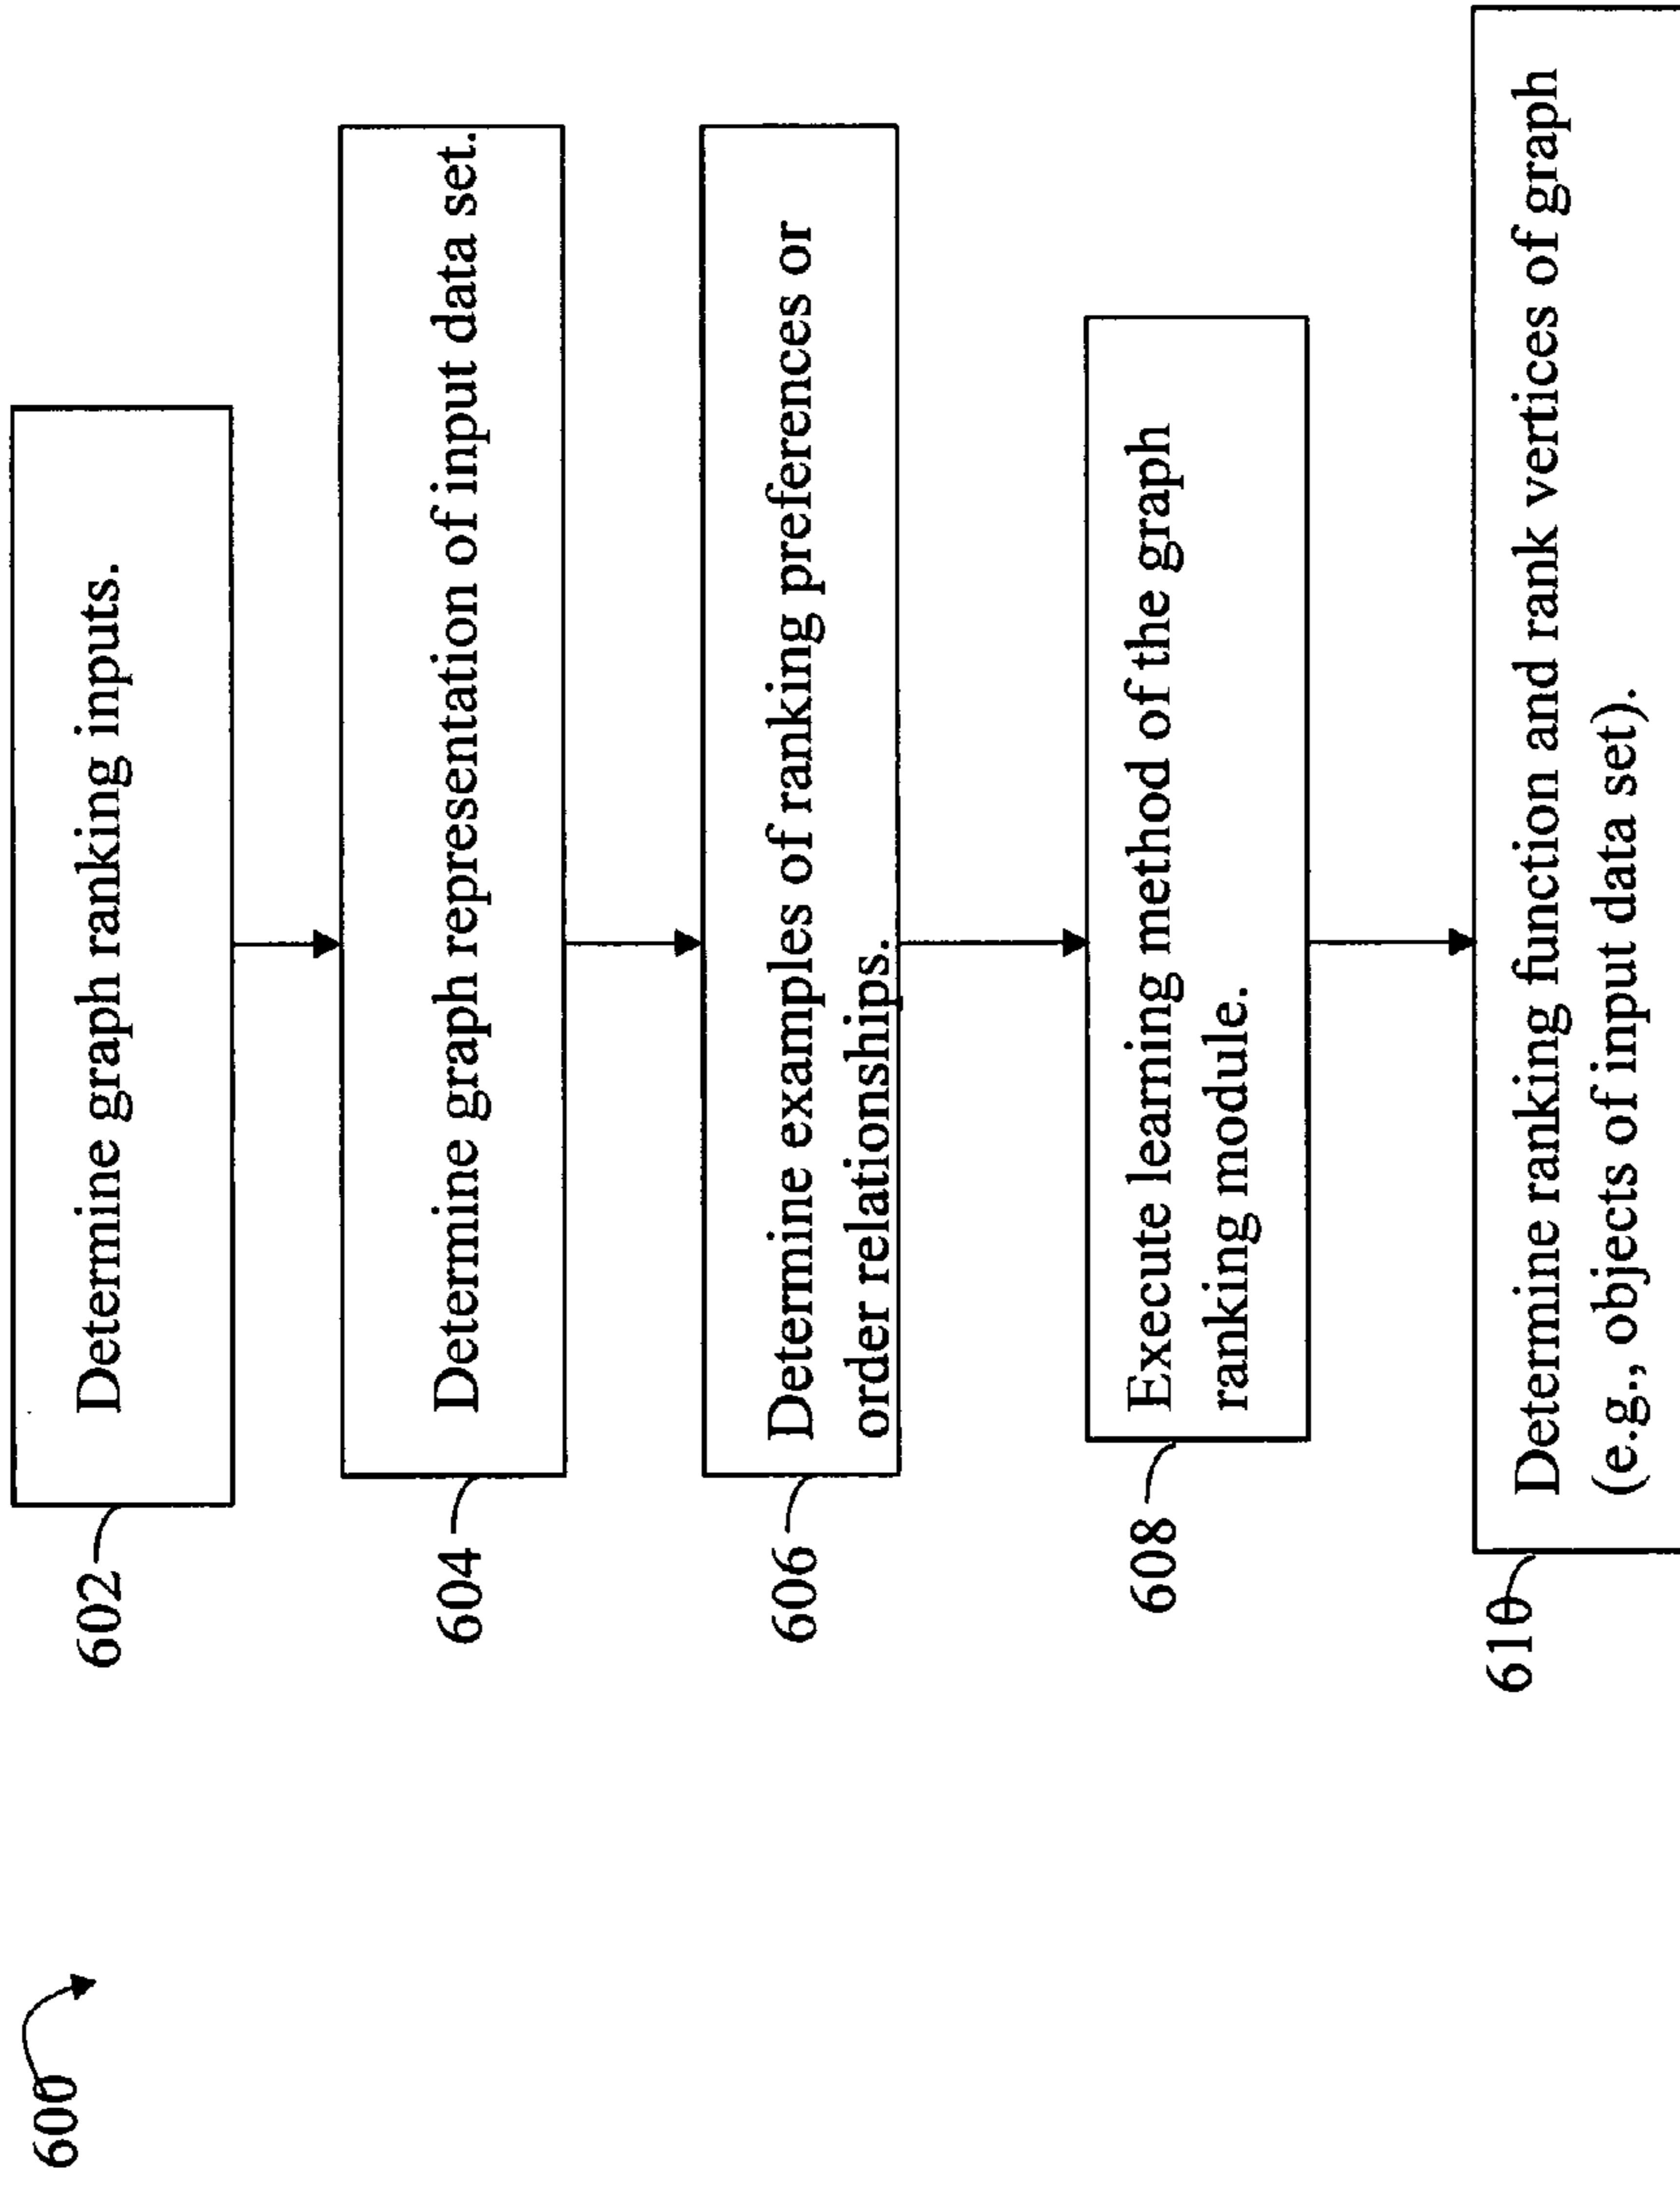 600
602
Determine graph ranking inputs.
604
Determine graph representation of input data set.
606
Determine examples of ranking preferences or
order relationships.
608
Execute learning method of the graph
ranking module.
610
Determine ranking function and rank vertices of graph
(e.g., objects of input data set).